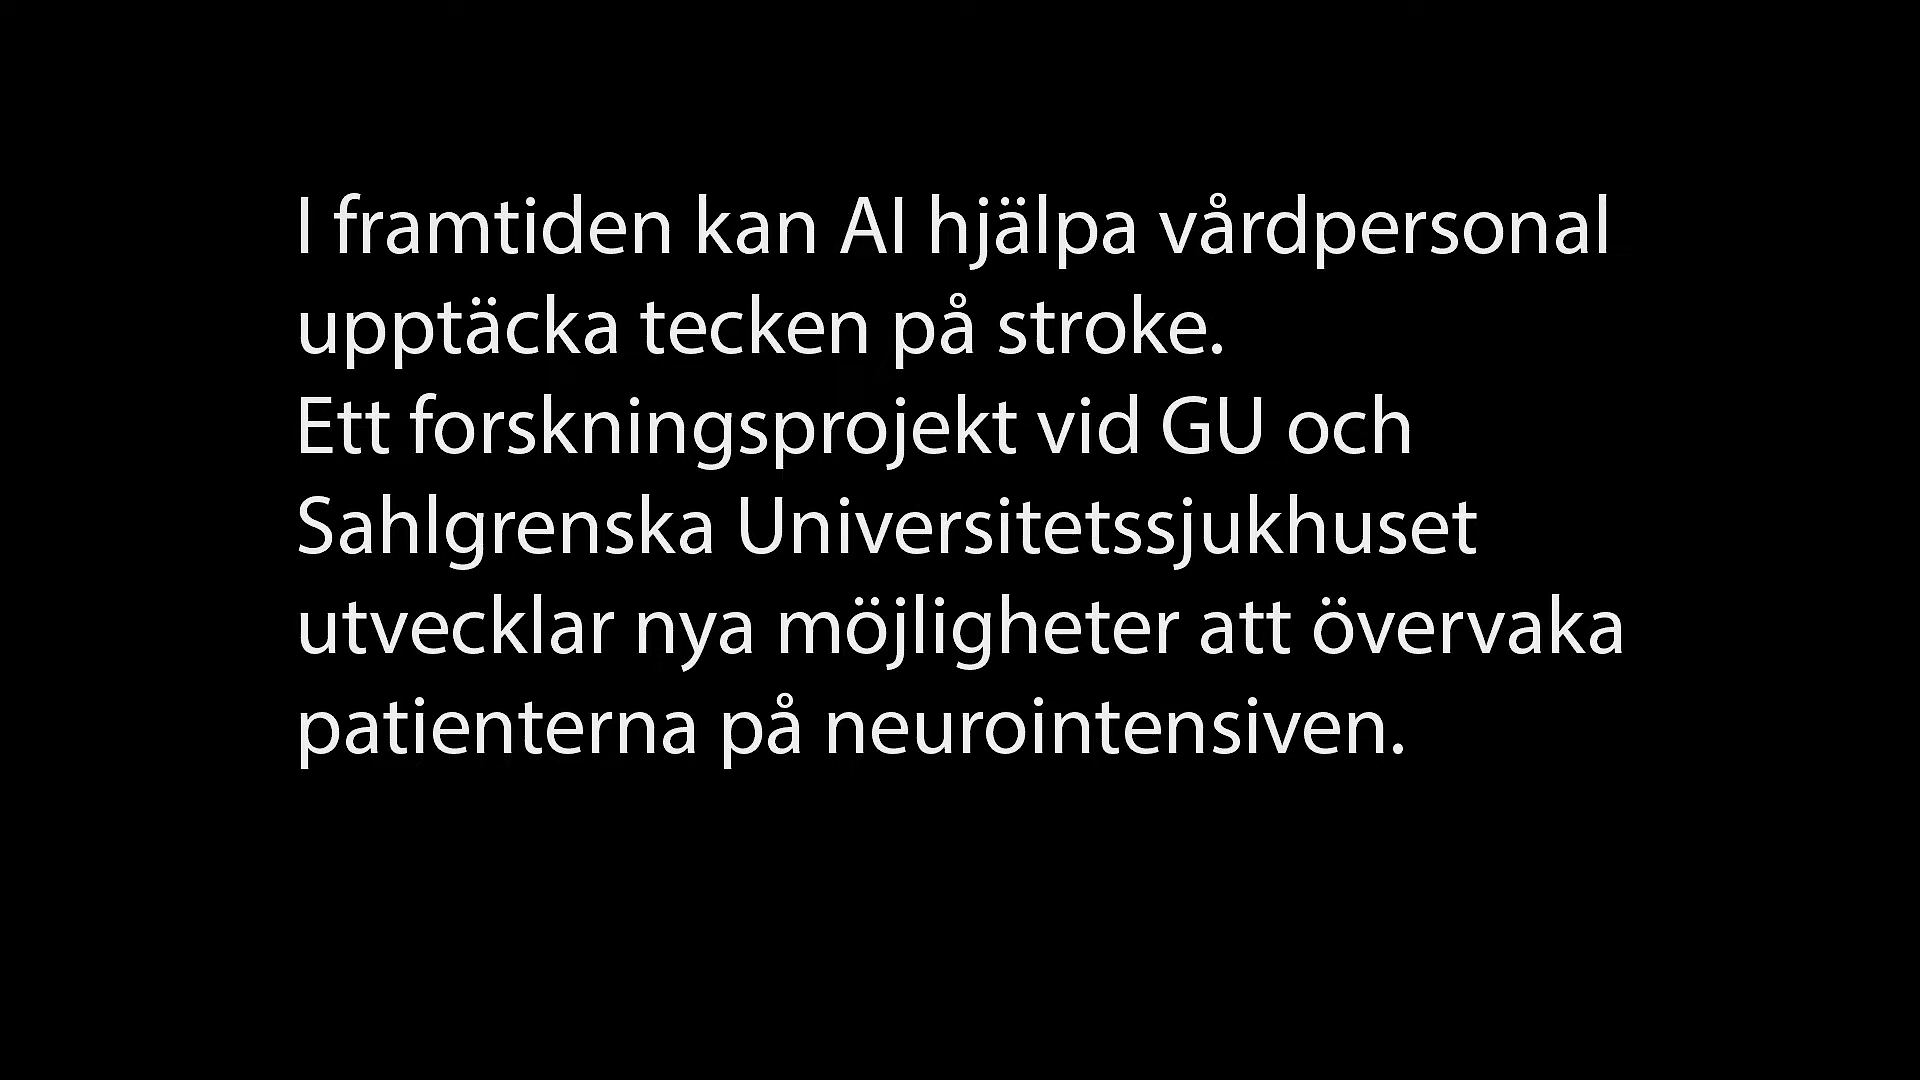 I framtiden kan AI hjälpa vårdpersonal
upptäcka tecken på stroke.
Ett forskningsprojekt vid GU och
Sahlgrenska Universitetssjukhuset
utvecklar nya möjligheter att övervaka
patienterna på neurointensiven.